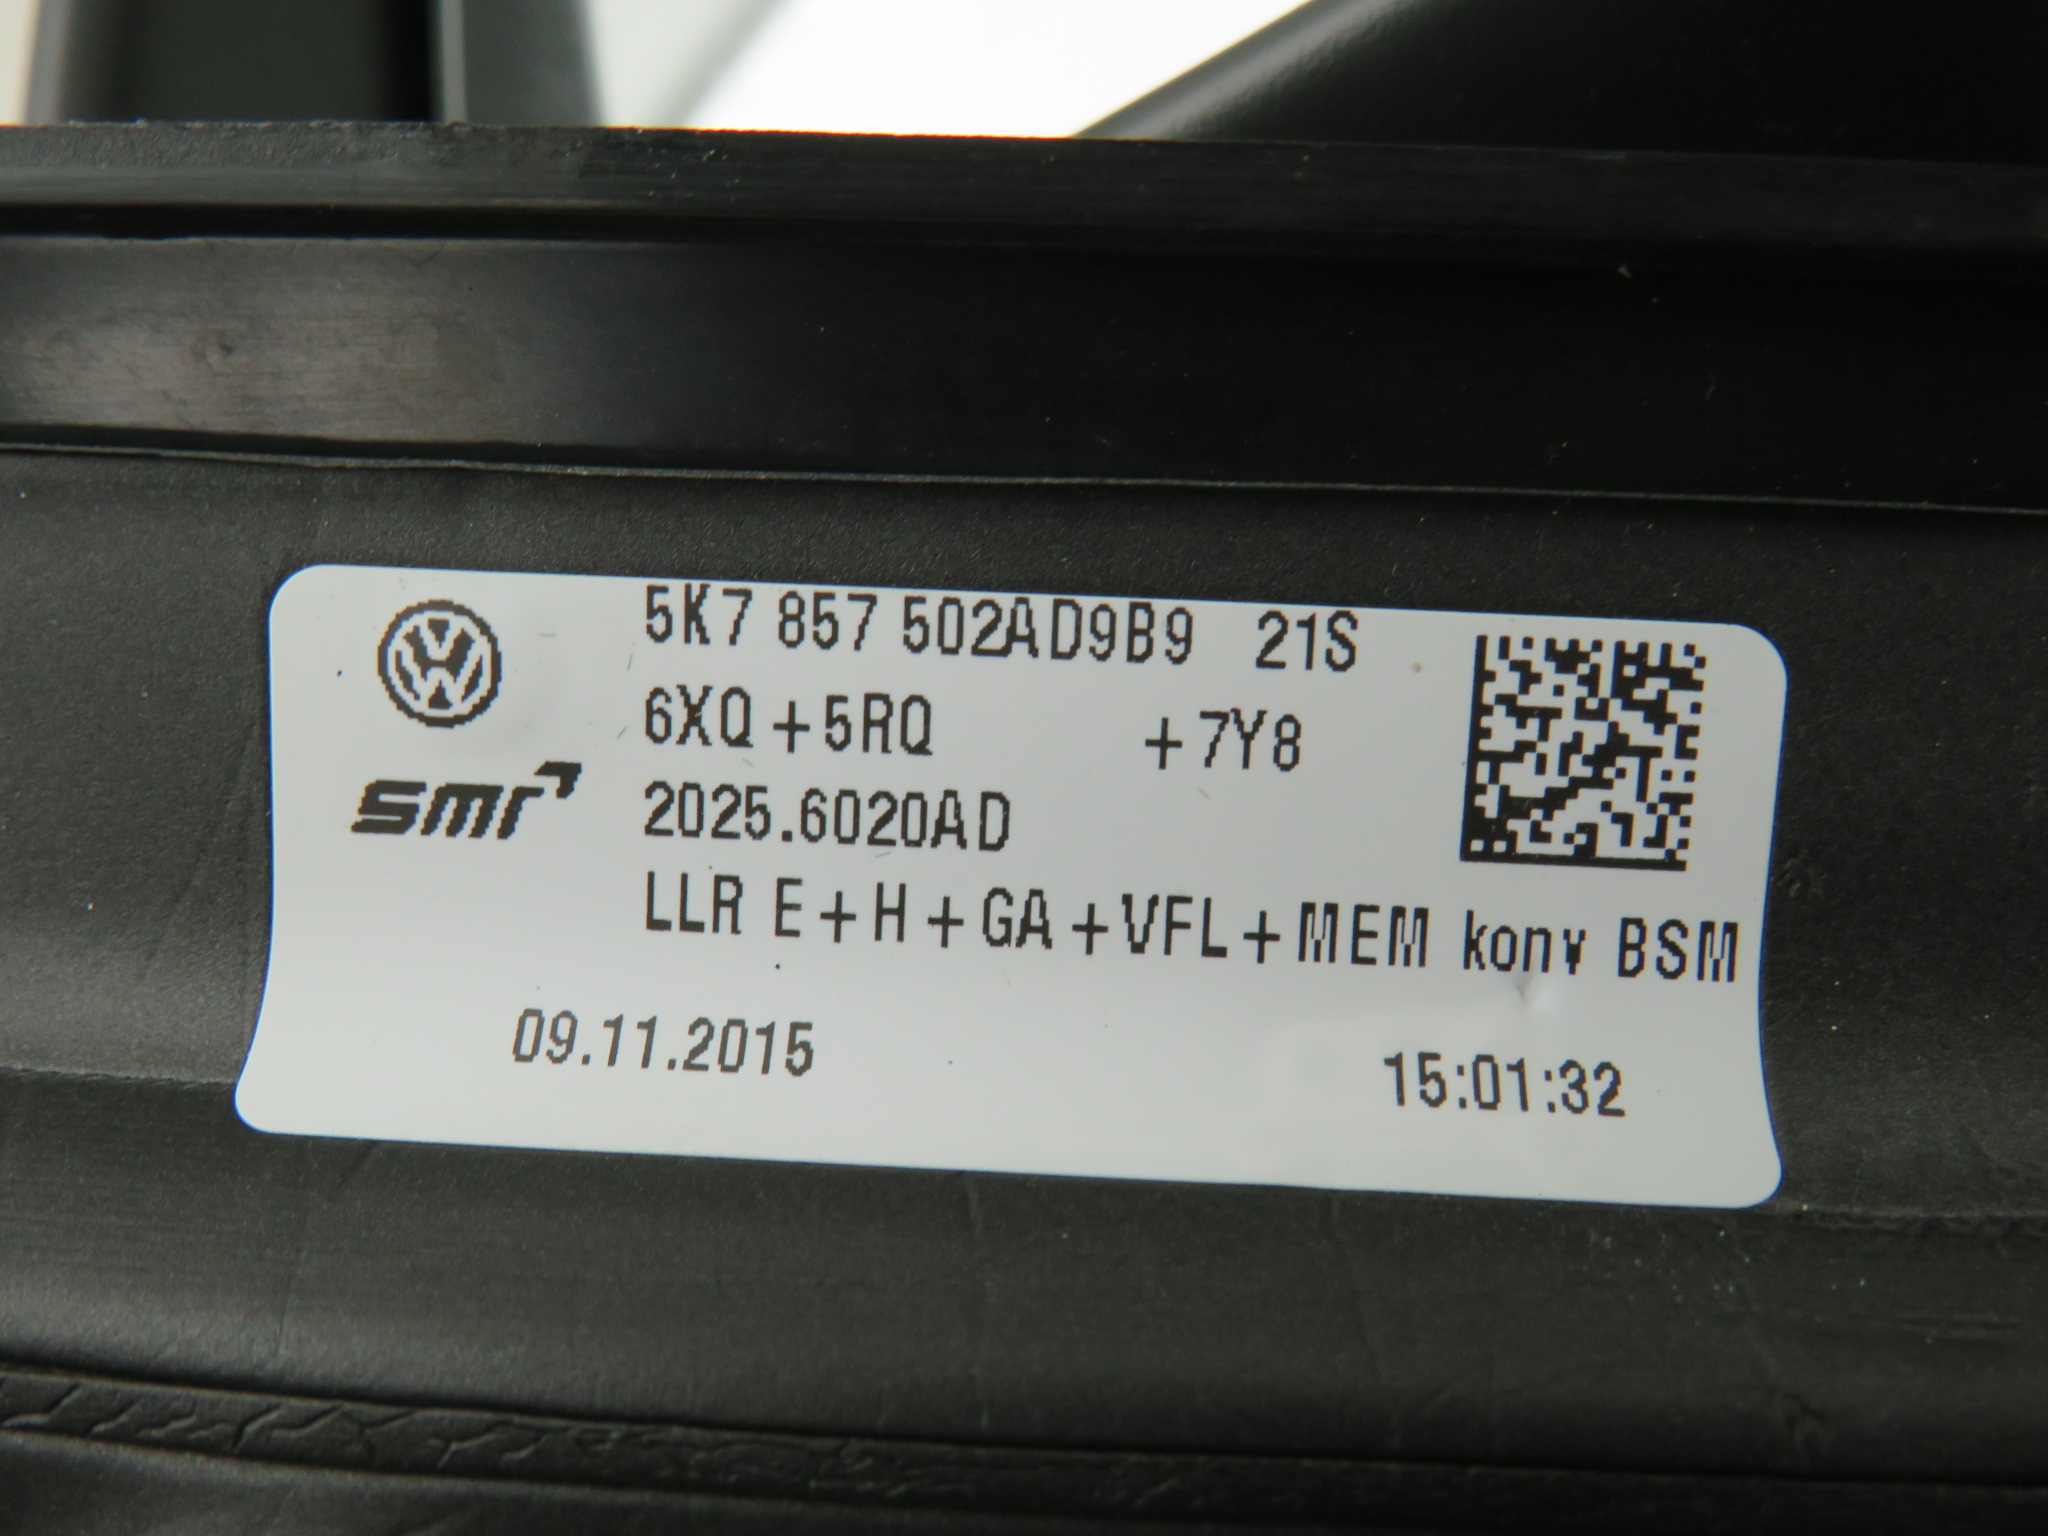 5K7 857 502AD9B9 21S
6XQ+5RQ +7Y8
smr
2025.6020AD
LLR E+H+GA+VFL+MEM konv BSM
09.11.2015 15:01:32